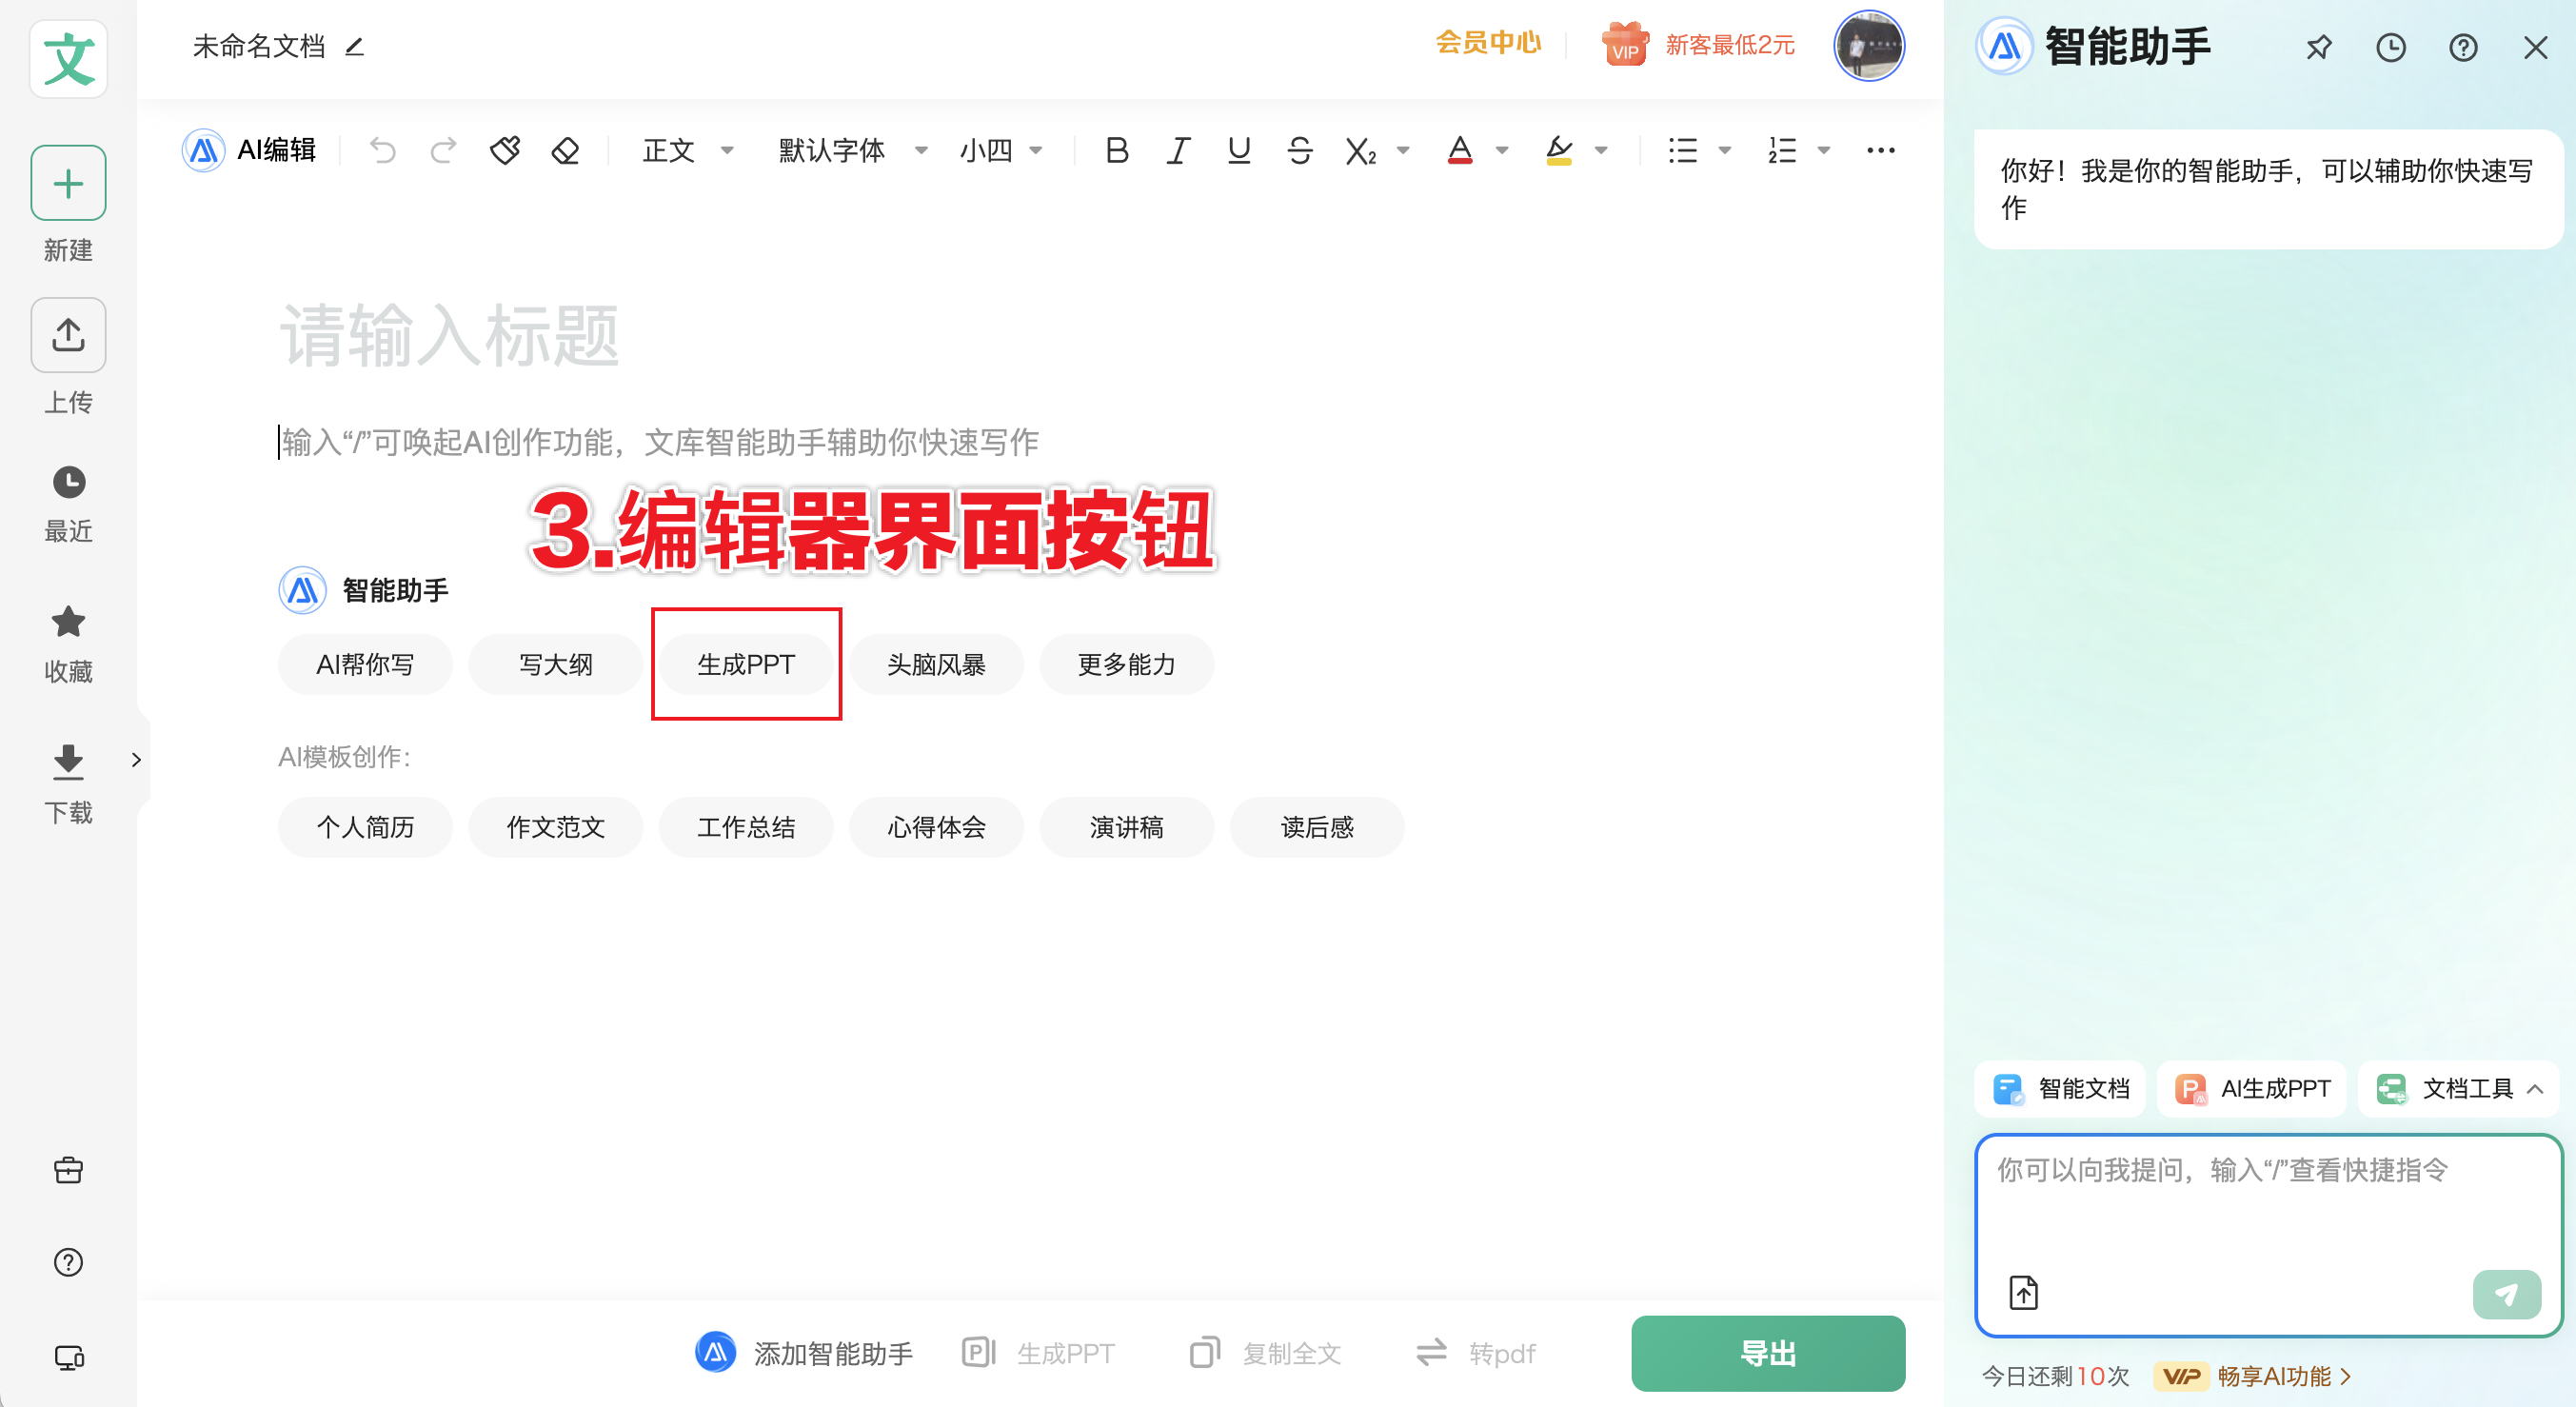 文
新建
上传
最近
收藏
下载
未命名文档
会员中心
VIP
新客最低2元
AI编辑
正文
默认字体
小四
B I U S X₂ A
请输入标题
输入“/”可唤起AI创作功能，文库智能助手辅助你快速写作
3.编辑器界面按钮
智能助手
AI帮你写
写大纲
生成PPT
头脑风暴
更多能力
AI模板创作：
个人简历
作文范文
工作总结
心得体会
演讲稿
读后感
添加智能助手
生成PPT
复制全文
转pdf
导出
智能助手
你好！我是你的智能助手，可以辅助你快速写
作
智能文档
AI生成PPT
文档工具
你可以向我提问，输入“/”查看快捷指令
今日还剩10次
VIP
畅享AI功能